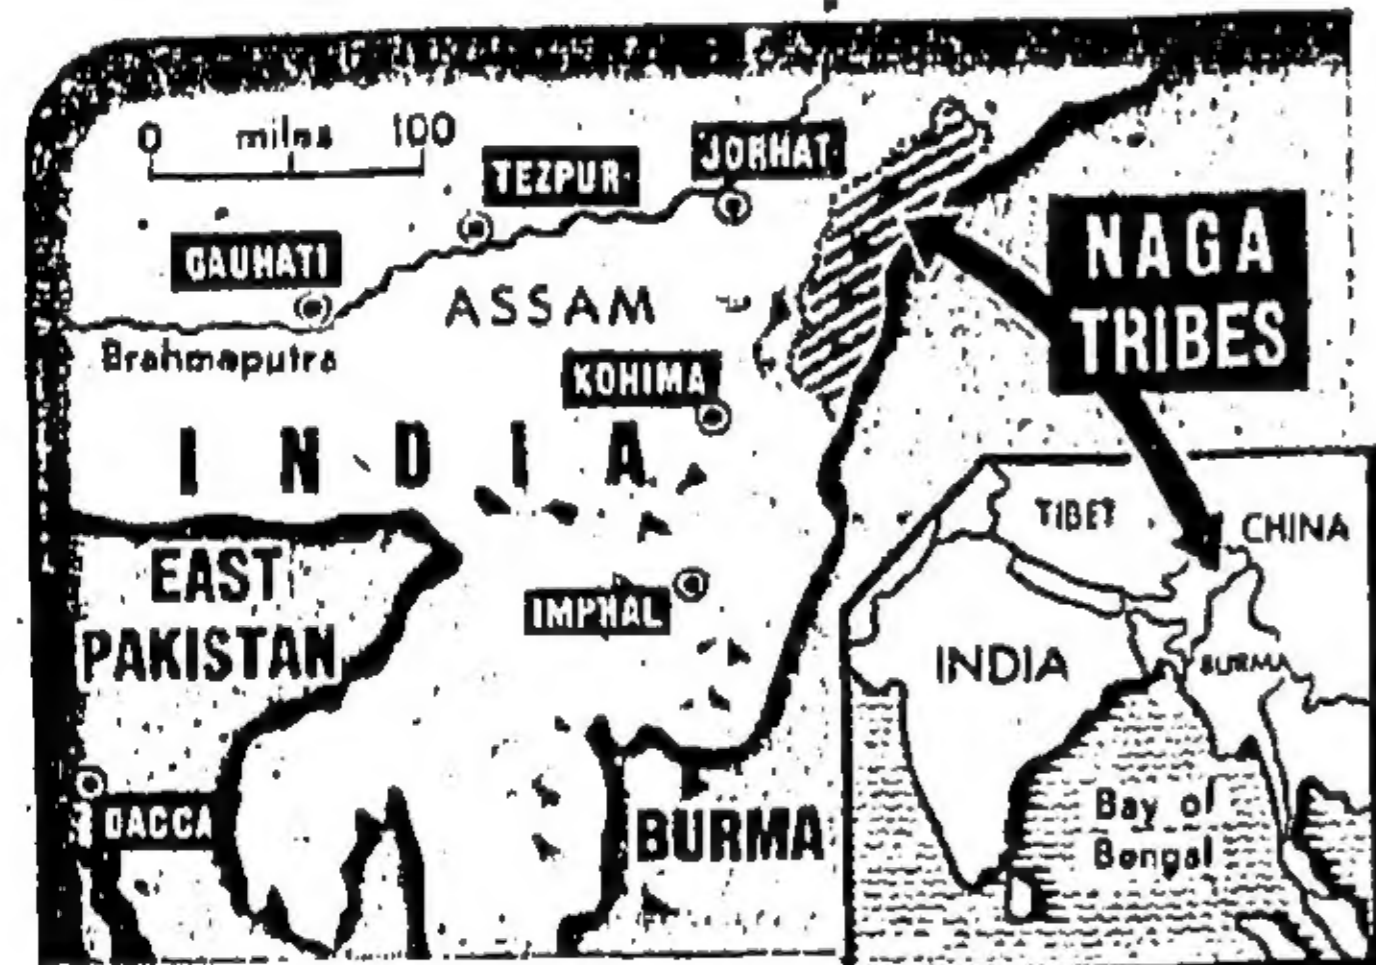 0 miles 100
JORHAT
TEZPUR
GAUHATI
NAGA
TRIBES
ASSAM
Brahmaputra
KOHIMA
INDIA
TIBET
CHINA
EAST
PAKISTAN
IMPHAL
INDIA
BURMA
DACCA
BURMA
Bay of
Bengal